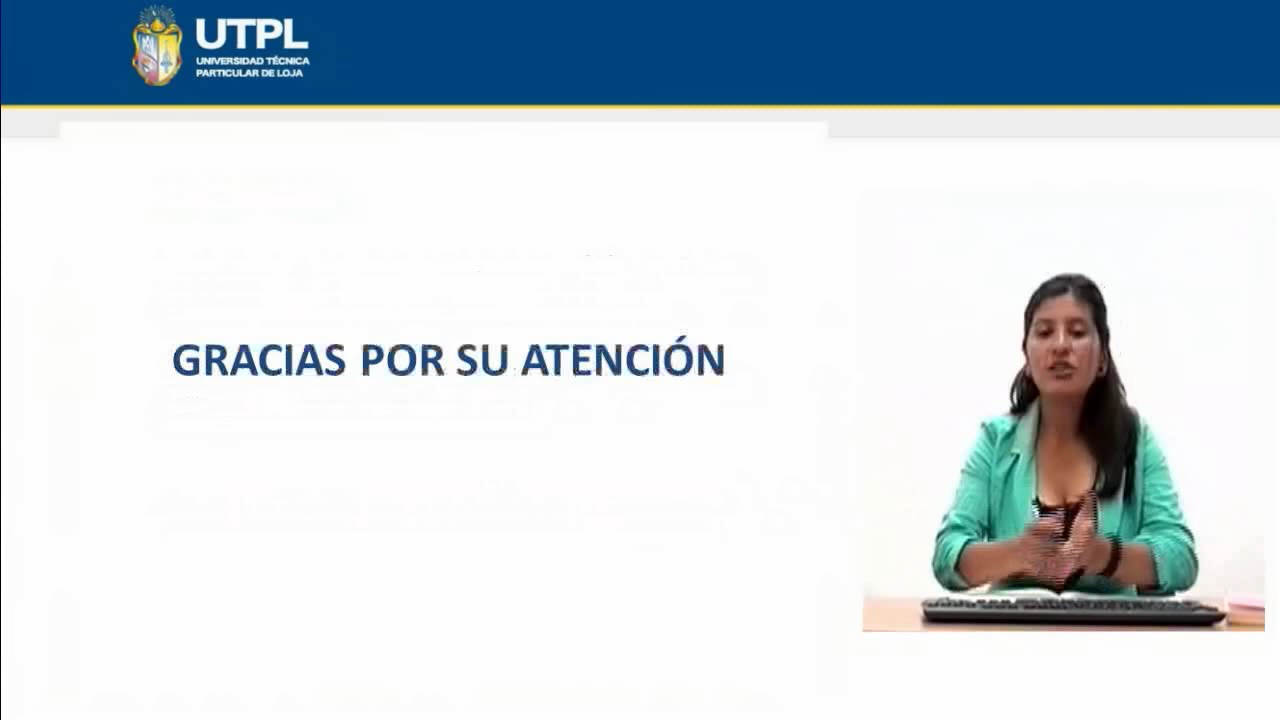 UTPL
UNIVERSIDAD TÉCNICA
PARTICULAR DE LOJA
GRACIAS POR SU ATENCIÓN